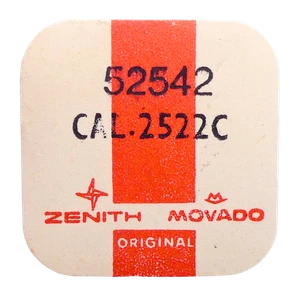 52542
CAL.2522C
ZENITH MOVADO
ORIGINAL